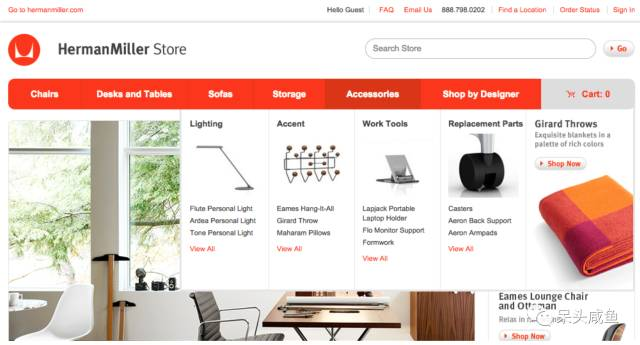 Go to hermanmiller.com
Hello Guest
FAQ
Email Us
888.798.0202
Find a Location
Order Status
Sign In
HermanMiller Store
Search Store
Go
Chairs
Desks and Tables
Sofas
Storage
Accessories
Shop by Designer
Cart: 0
Lighting
Flute Personal Light
Ardea Personal Light
Tone Personal Light
View All
Accent
Eames Hang-It-All
Girard Throw
Maharam Pillows
View All
Work Tools
Lapjack Portable
Laptop Holder
Flo Monitor Support
Formwork
View All
Replacement Parts
Casters
Aeron Back Support
Aeron Armpads
View All
Girard Throws
Exquisite blankets in a
palette of rich colors
Shop Now
Eames Lounge Chair
and Ottoman
Relax in
Shop Now
呆头咸鱼